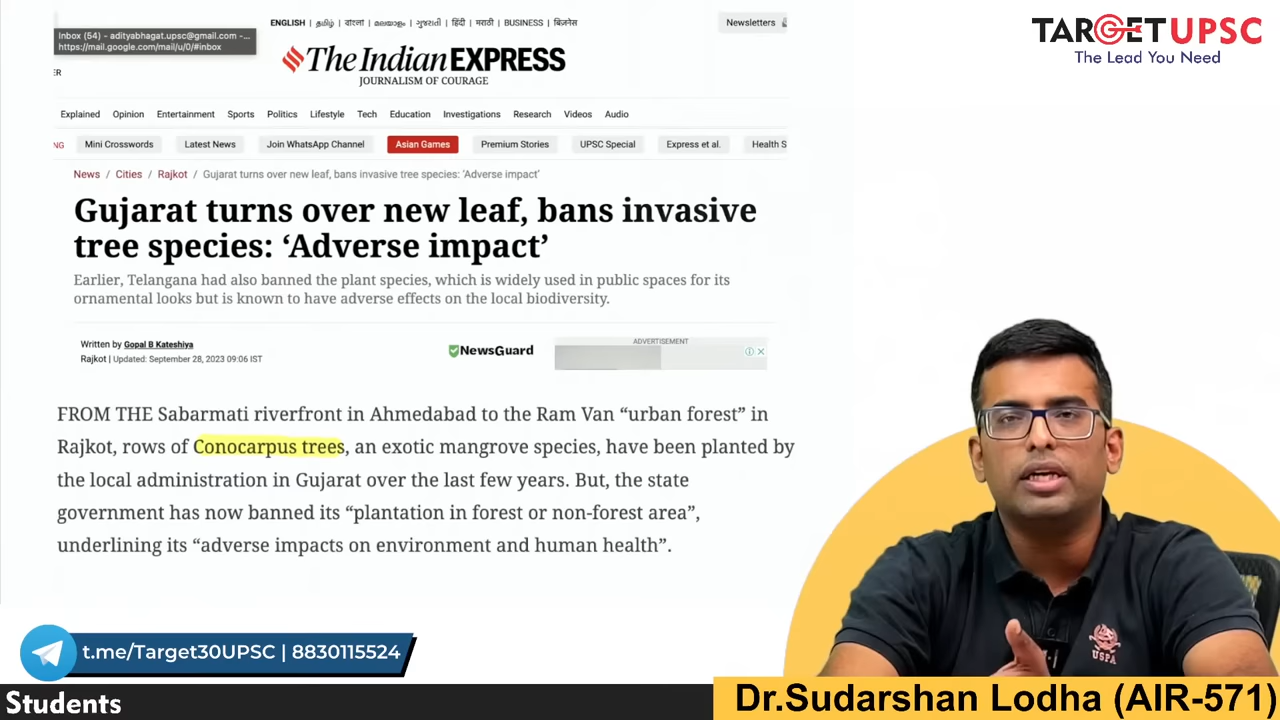 ENGLISH | தமிழ் | বাংলা | മലയാളം | ગુજરાતી | हिंदी | मराठी | BUSINESS | बिज़नेस
Newsletters
Inbox (54) – adityabhagat.upsc@gmail.com –...
https://mail.google.com/mail/u/0/#inbox
ER
The Indian EXPRESS
JOURNALISM OF COURAGE
TARGET UPSC
The Lead You Need
Explained Opinion Entertainment Sports Politics Lifestyle Tech Education Investigations Research Videos Audio
NG Mini Crosswords Latest News Join WhatsApp Channel Asian Games Premium Stories UPSC Special Express et al. Health S
News / Cities / Rajkot / Gujarat turns over new leaf, bans invasive tree species: ‘Adverse impact’
Gujarat turns over new leaf, bans invasive
tree species: ‘Adverse impact’
Earlier, Telangana had also banned the plant species, which is widely used in public spaces for its
ornamental looks but is known to have adverse effects on the local biodiversity.
Written by Gopal B Kateshiya
Rajkot | Updated: September 28, 2023 09:06 IST
NewsGuard
ADVERTISEMENT
FROM THE Sabarmati riverfront in Ahmedabad to the Ram Van “urban forest” in
Rajkot, rows of Conocarpus trees, an exotic mangrove species, have been planted by
the local administration in Gujarat over the last few years. But, the state
government has now banned its “plantation in forest or non-forest area”,
underlining its “adverse impacts on environment and human health”.
USPA
t.me/Target30UPSC | 8830115524
Students
Dr.Sudarshan Lodha (AIR-571)